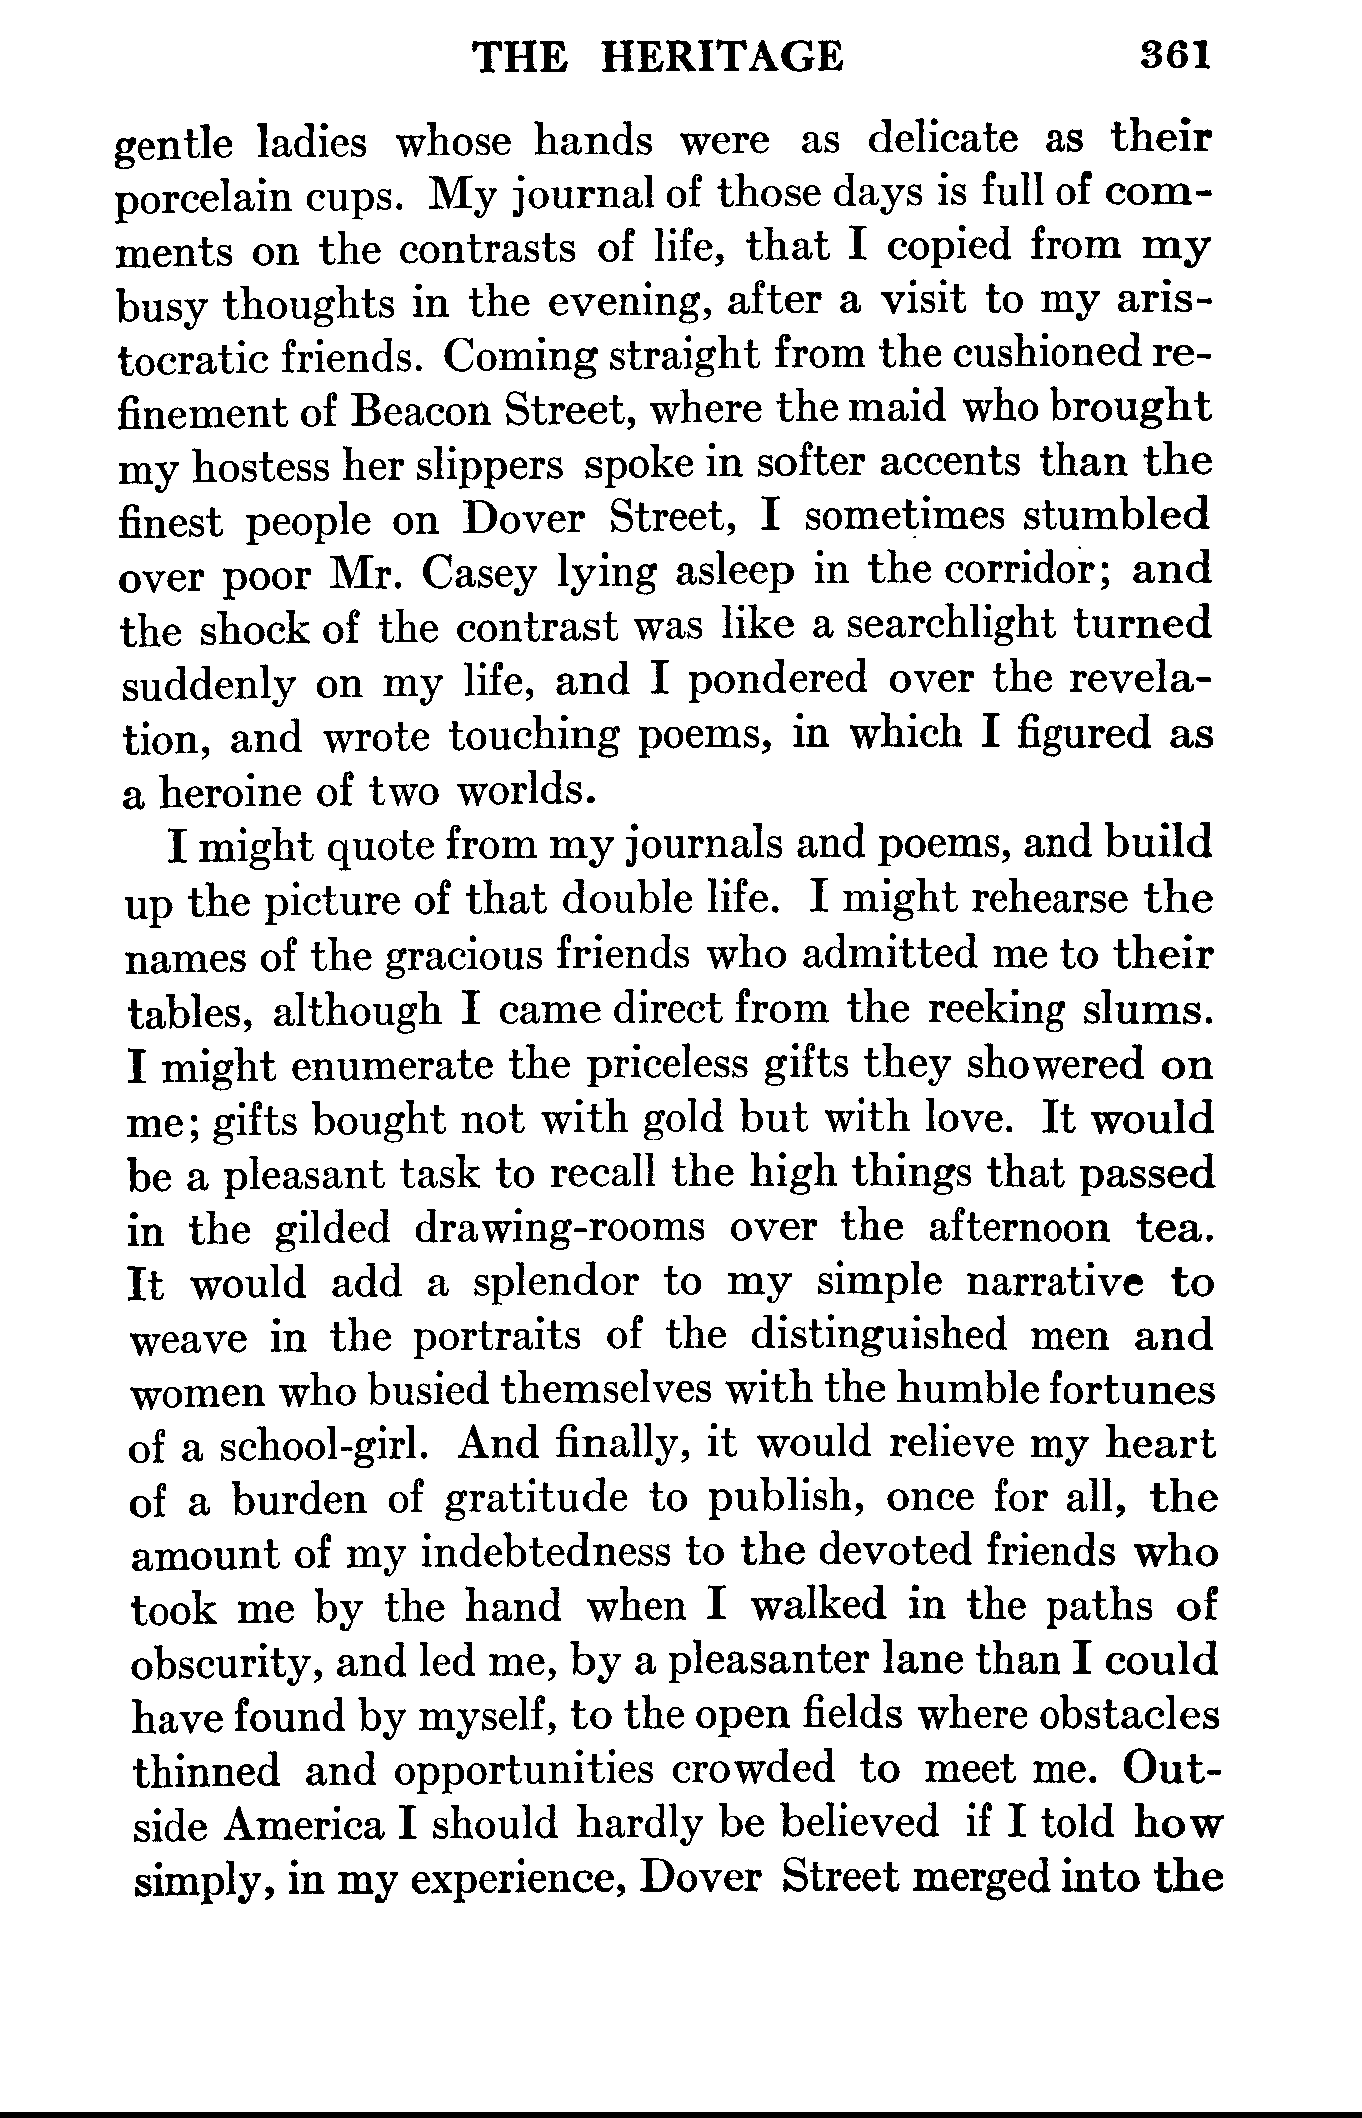 THE HERITAGE 361
gentle ladies whose hands were as delicate as their
porcelain cups. My journal of those days is full of com-
ments on the contrasts of life, that I copied from my
busy thoughts in the evening, after a visit to my aris-
tocratic friends. Coming straight from the cushioned re-
finement of Beacon Street, where the maid who brought
my hostess her slippers spoke in softer accents than the
finest people on Dover Street, I sometimes stumbled
over poor Mr. Casey lying asleep in the corridor; and
the shock of the contrast was like a searchlight turned
suddenly on my life, and I pondered over the revela-
tion, and wrote touching poems, in which I figured as
a heroine of two worlds.
I might quote from my journals and poems, and build
up the picture of that double life. I might rehearse the
names of the gracious friends who admitted me to their
tables, although I came direct from the reeking slums.
I might enumerate the priceless gifts they showered on
me; gifts bought not with gold but with love. It would
be a pleasant task to recall the high things that passed
in the gilded drawing-rooms over the afternoon tea.
It would add a splendor to my simple narrative to
weave in the portraits of the distinguished men and
women who busied themselves with the humble fortunes
of a school-girl. And finally, it would relieve my heart
of a burden of gratitude to publish, once for all, the
amount of my indebtedness to the devoted friends who
took me by the hand when I walked in the paths of
obscurity, and led me, by a pleasanter lane than I could
have found by myself, to the open fields where obstacles
thinned and opportunities crowded to meet me. Out-
side America I should hardly be believed if I told how
simply, in my experience, Dover Street merged into the